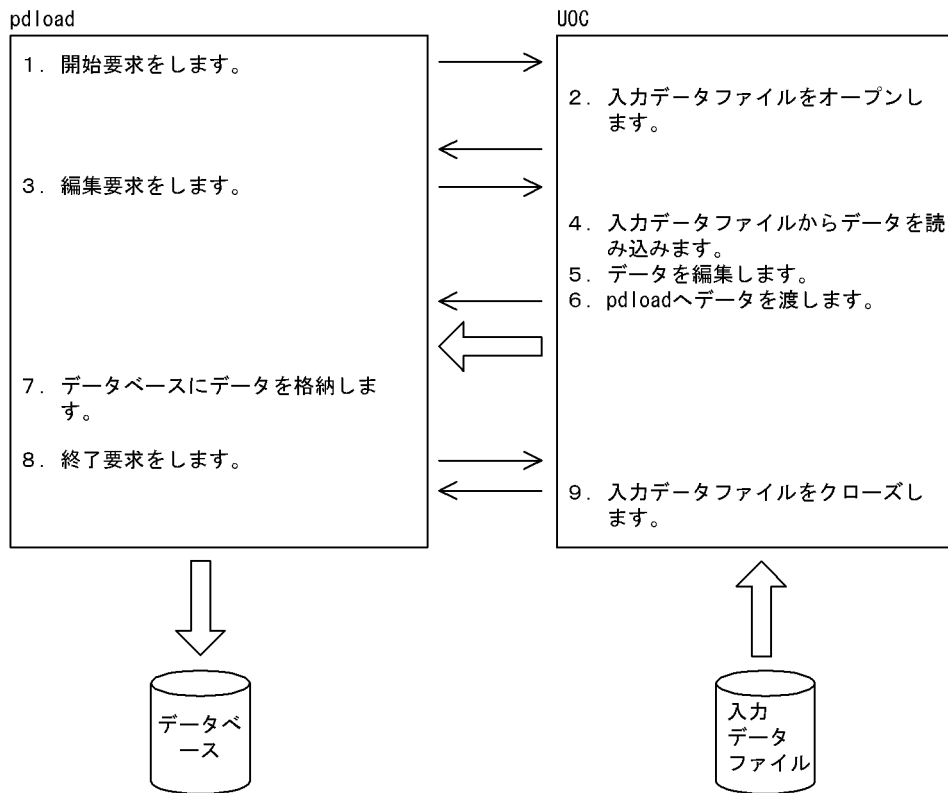 pdload
UOC
1．開始要求をします。
2．入力データファイルをオープンし
ます。
3．編集要求をします。
4．入力データファイルからデータを読
み込みます。
5．データを編集します。
6．pdloadへデータを渡します。
7．データベースにデータを格納しま
す。
8．終了要求をします。
9．入力データファイルをクローズし
ます。
データベ
ース
入力
データ
ファイル